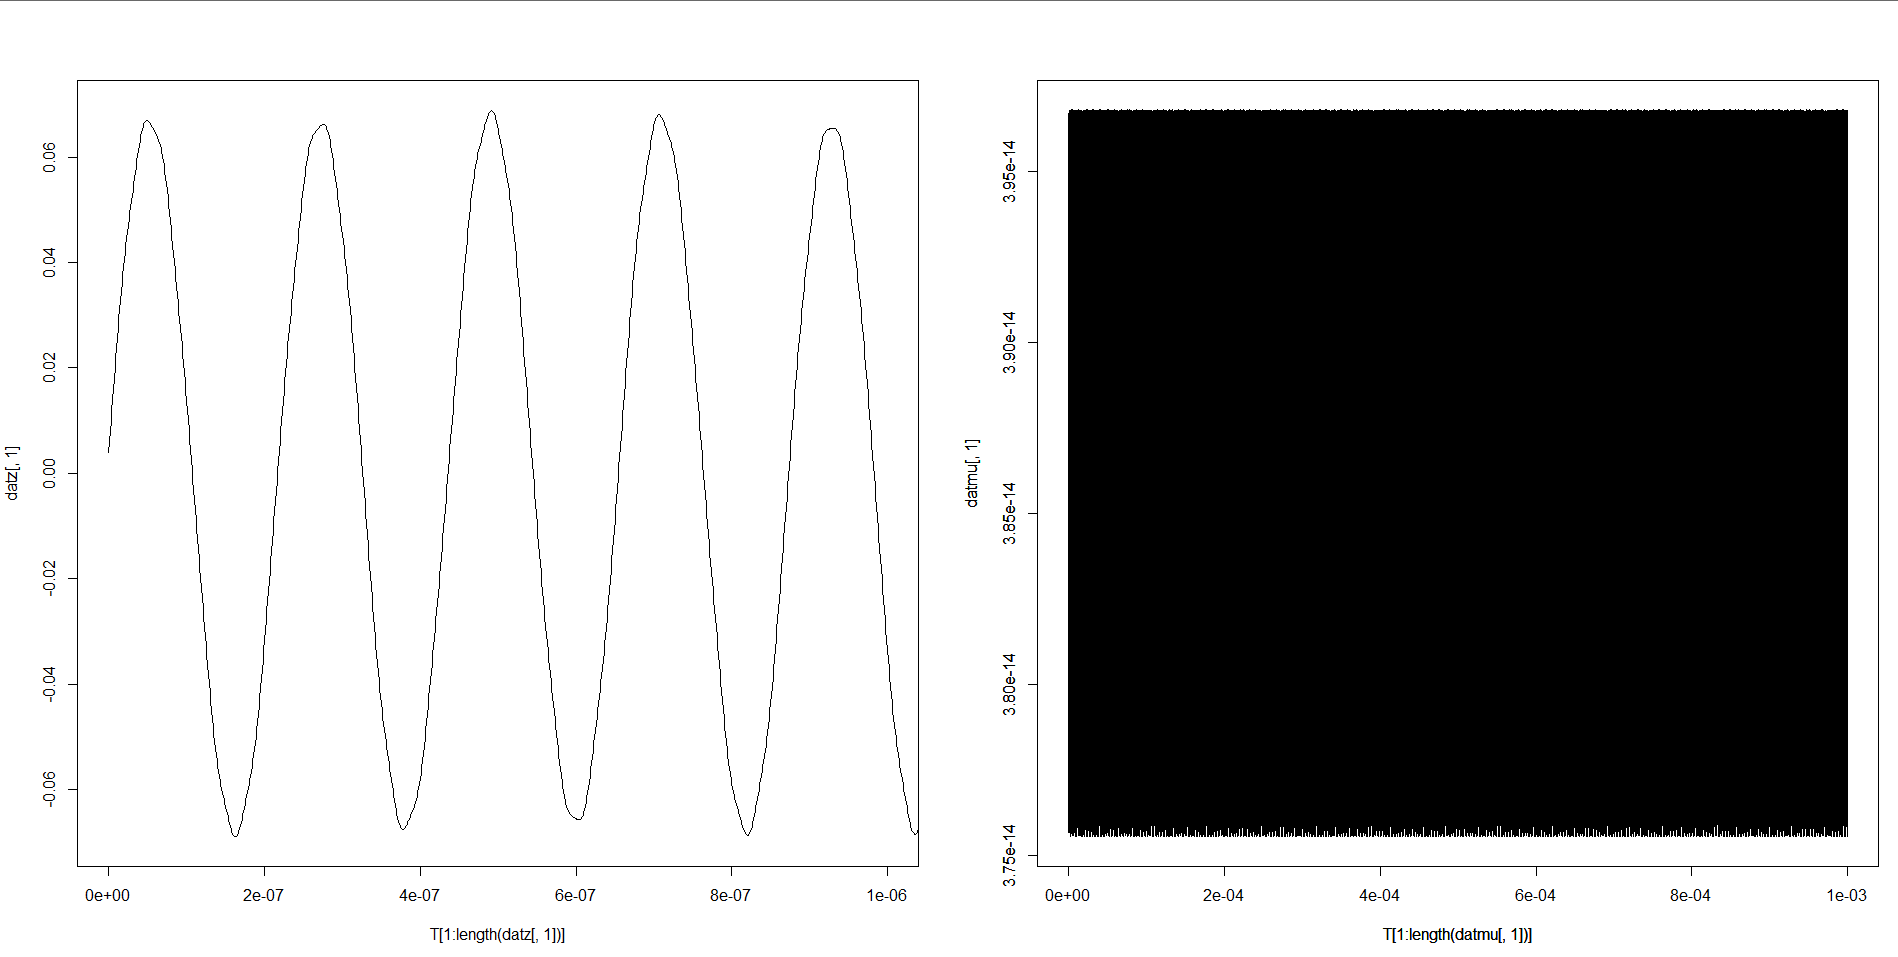 datz[, 1]
0.06
0.04
0.02
0.00
-0.02
-0.04
-0.06
0e+00 2e-07 4e-07 6e-07 8e-07 1e-06
T[1:length(datz[, 1])]
datmu[, 1]
3.95e-14
3.90e-14
3.85e-14
3.80e-14
3.75e-14
0e+00 2e-04 4e-04 6e-04 8e-04 1e-03
T[1:length(datmu[, 1])]